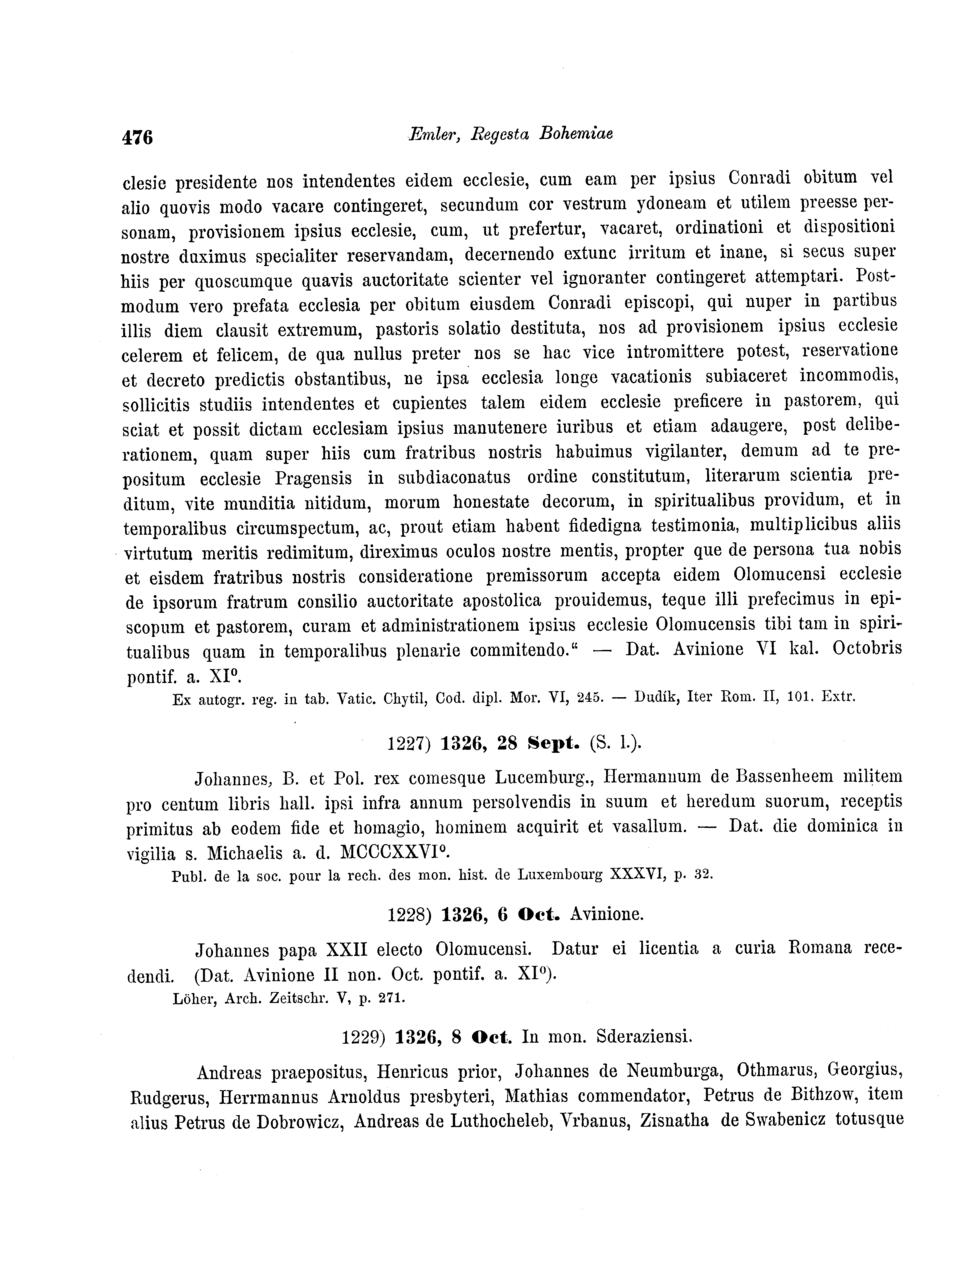 476
Emler, Regesta Bohemiae
clesie presidente nos intendentes eidem ecclesie, cum eam per ipsius Conradi obitum vel
alio quovis modo vacare contingeret, secundum cor vestrum ydoneam et utilem preesse per-
sonam, provisionem ipsius ecclesie, cum, ut prefertur, vacaret, ordinationi et dispositioni
nostre duximus specialiter reservandam, decernendo extunc irritum et inane, si secus super
hiis per quoscumque quavis auctoritate scienter vel ignoranter contingeret attemptari. Post-
modum vero prefata ecclesia per obitum eiusdem Conradi episcopi, qui nuper in partibus
illis diem clausit extremum, pastoris solatio destituta, nos ad provisionem ipsius ecclesie
celerem et felicem, de qua nullus preter nos se hac vice intromittere potest, reservatione
et decreto predictis obstantibus, ne ipsa ecclesia longe vacationis subiaceret incommodis,
sollicitis studiis intendentes et cupientes talem eidem ecclesie preficere in pastorem, qui
sciat et possit dictam ecclesiam ipsius manutenere iuribus et etiam adaugere, post delibe-
rationem, quam super hiis cum fratribus nostris habuimus vigilanter, demum ad te pre-
positum ecclesie Pragensis in subdiaconatus ordine constitutum, literarum scientia pre-
ditum, vite munditia nitidum, morum honestate decorum, in spiritualibus providum, et in
temporalibus circumspectum, ac, prout etiam habent fidedigna testimonia, multiplicibus aliis
virtutum meritis redimitum, direximus oculos nostre mentis, propter que de persona tua nobis
et eisdem fratribus nostris consideratione premissorum accepta eidem Olomucensi ecclesie
de ipsorum fratrum consilio auctoritate apostolica prouidemus, teque illi prefecimus in epi-
scopum et pastorem, curam et administrationem ipsius ecclesie Olomucensis tibi tam in spiri-
tualibus quam in temporalibus plenarie commitendo.“ — Dat. Avinione VI kal. Octobris
pontif. a. XI⁰.
Ex autogr. reg. in tab. Vatic. Chytil, Cod. dipl. Mor. VI, 245. — Dudík, Iter Rom. II, 101. Extr.
1227) 1326, 28 Sept. (S. l.).
Johannes, B. et Pol. rex comesque Lucemburg., Hermannum de Bassenheem militem
pro centum libris hall. ipsi infra annum persolvendis in suum et heredum suorum, receptis
primitus ab eodem fide et homagio, hominem acquirit et vasallum. — Dat. die dominica in
vigilia s. Michaelis a. d. MCCCXXVI⁰.
Publ. de la soc. pour la rech. des mon. hist. de Luxembourg XXXVI, p. 32.
1228) 1326, 6 Oct. Avinione.
Johannes papa XXII electo Olomucensi. Datur ei licentia a curia Romana rece-
dendi. (Dat. Avinione II non. Oct. pontif. a. XI⁰).
Löher, Arch. Zeitschr. V, p. 271.
1229) 1326, 8 Oct. In mon. Sderaziensi.
Andreas praepositus, Henricus prior, Johannes de Neumburga, Othmarus, Georgius,
Rudgerus, Herrmannus Arnoldus presbyteri, Mathias commendator, Petrus de Bithzow, item
alius Petrus de Dobrowicz, Andreas de Luthocheleb, Vrbanus, Zisnatha de Swabenicz totusque